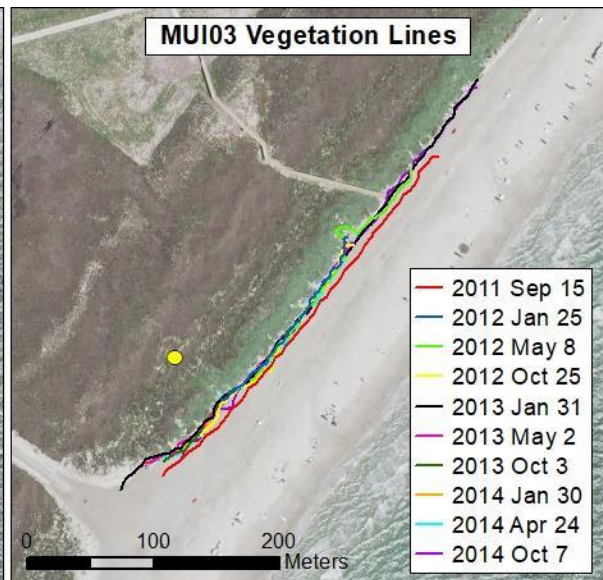 MUI03 Vegetation Lines
2011 Sep 15
2012 Jan 25
2012 May 8
2012 Oct 25
2013 Jan 31
2013 May 2
2013 Oct 3
2014 Jan 30
2014 Apr 24
2014 Oct 7
0 100 200
Meters